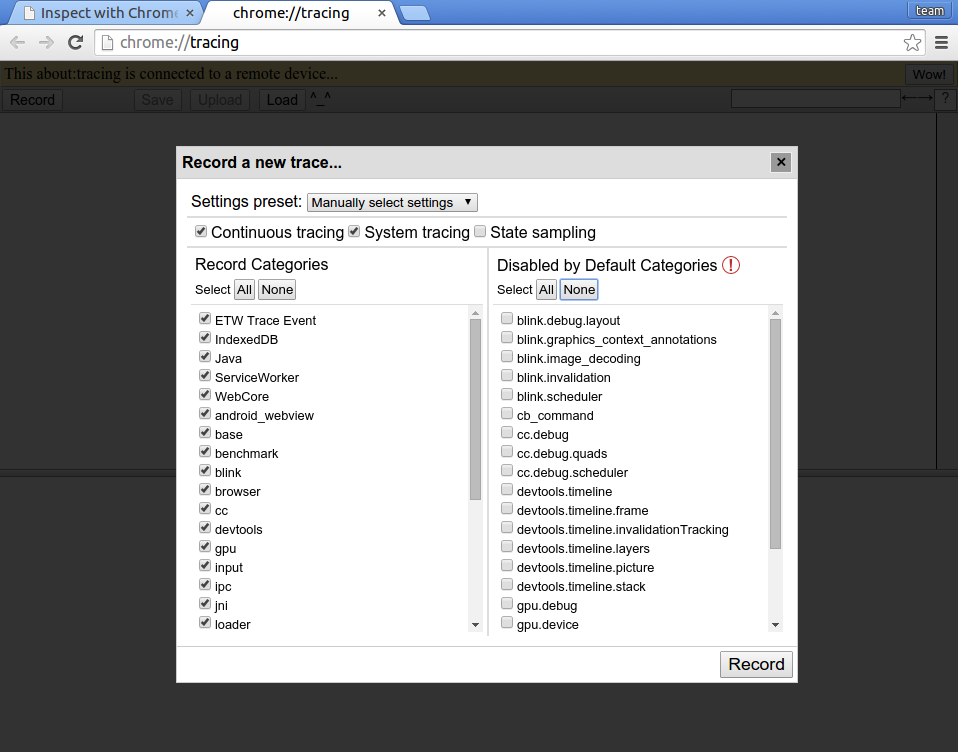 Inspect with Chrome × chrome://tracing × team
chrome://tracing
This about:tracing is connected to a remote device... Wow!
Record Save Upload Load ^_^ ←→ ?
Record a new trace... ×
Settings preset: Manually select settings ▼
Continuous tracing System tracing State sampling
Record Categories
Select All None
ETW Trace Event
IndexedDB
Java
ServiceWorker
WebCore
android_webview
base
benchmark
blink
browser
cc
devtools
gpu
input
ipc
jni
loader
Disabled by Default Categories !
Select All None
blink.debug.layout
blink.graphics_context_annotations
blink.image_decoding
blink.invalidation
blink.scheduler
cb_command
cc.debug
cc.debug.quads
cc.debug.scheduler
devtools.timeline
devtools.timeline.frame
devtools.timeline.invalidationTracking
devtools.timeline.layers
devtools.timeline.picture
devtools.timeline.stack
gpu.debug
gpu.device
Record